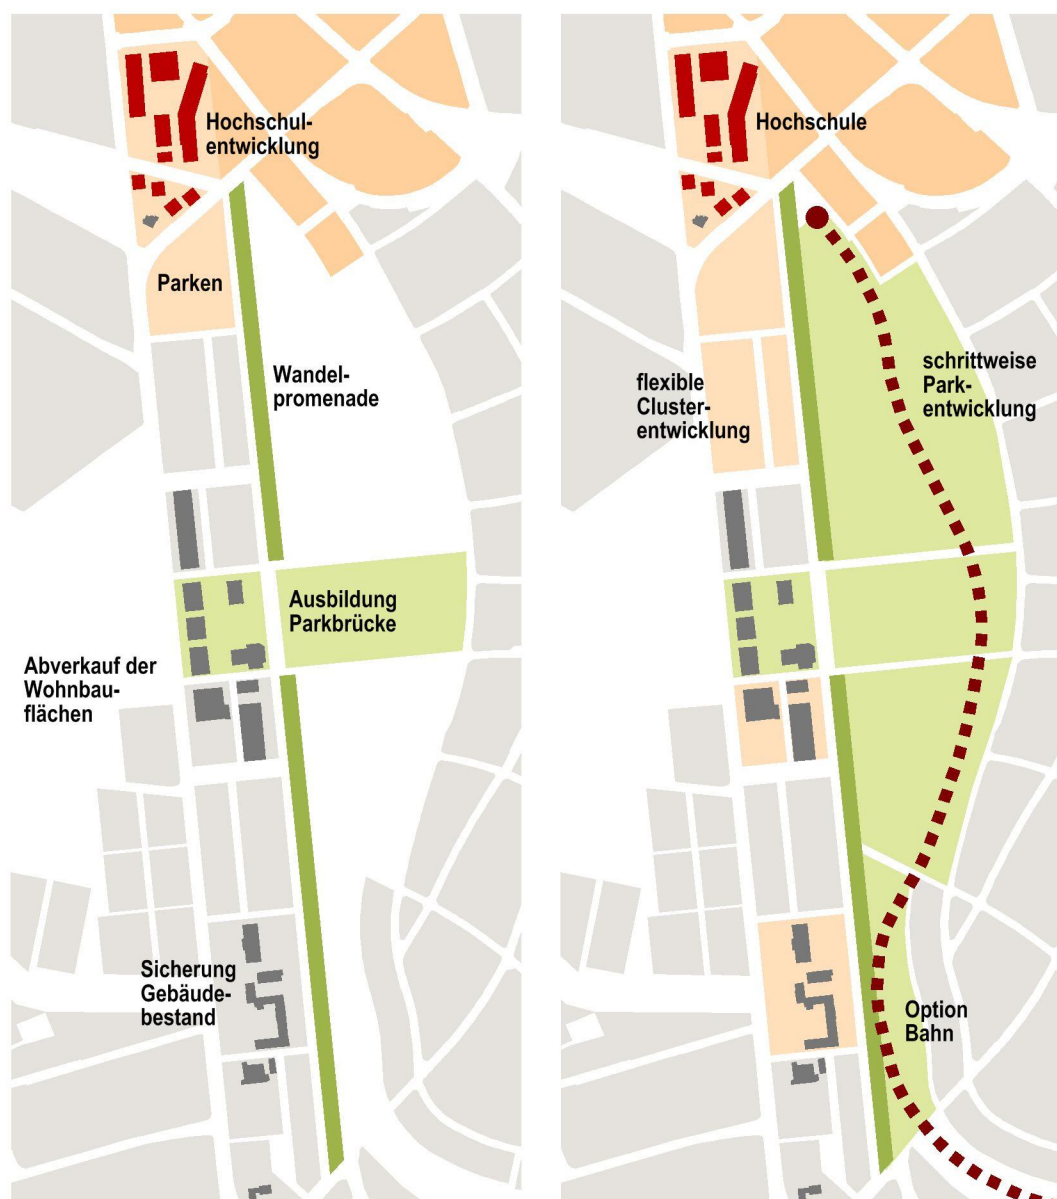 Hochschul-
entwicklung
Parken
Wandel-
promenade
Ausbildung
Parkbrücke
Abverkauf der
Wohnbau-
flächen
Sicherung
Gebäude-
bestand
Hochschule
flexible
Cluster-
entwicklung
schrittweise
Park-
entwicklung
Option
Bahn